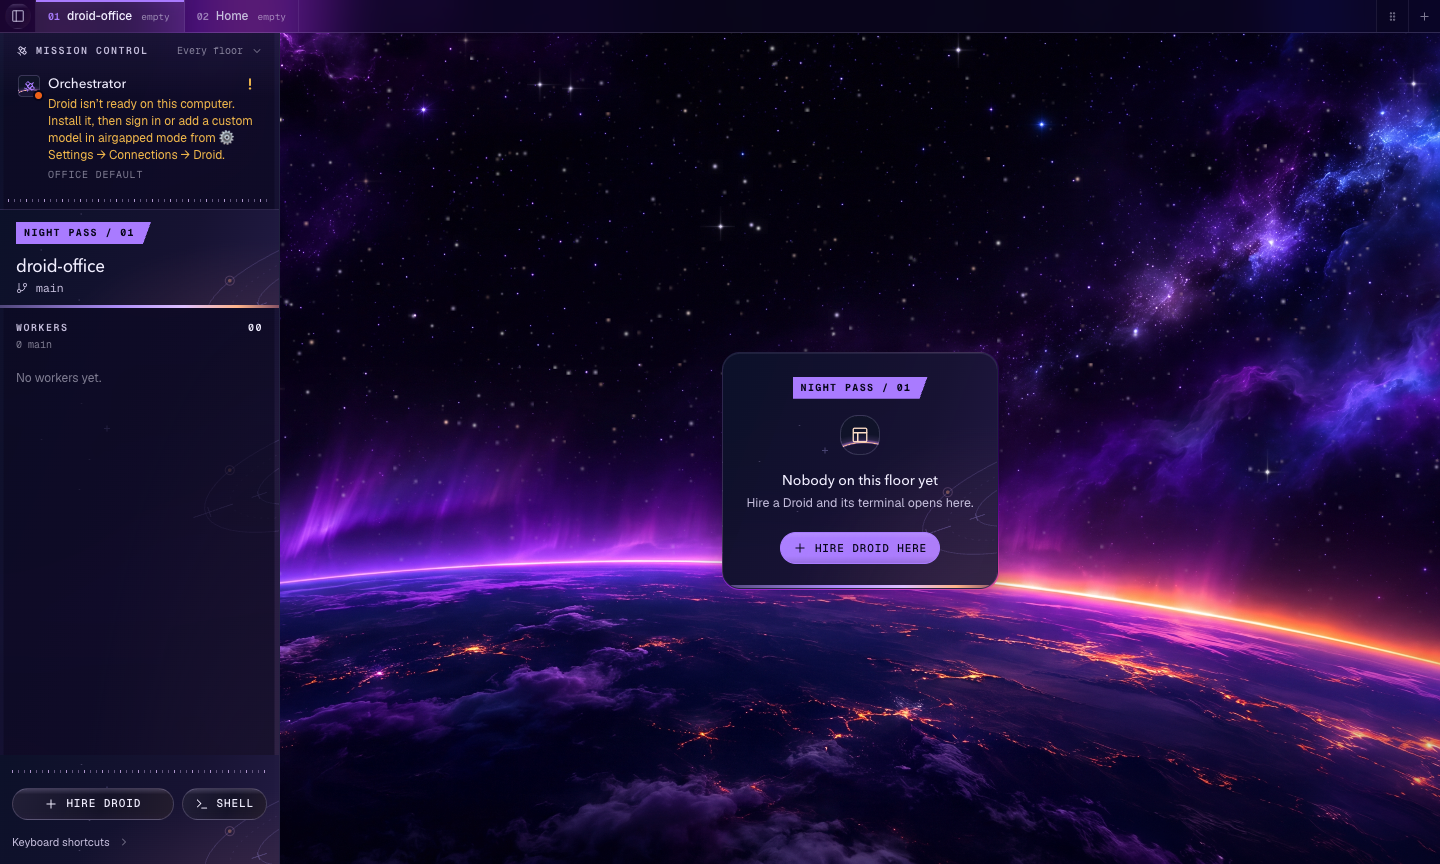 01 droid-office empty
02 Home empty
MISSION CONTROL Every floor
Orchestrator !
Droid isn't ready on this computer.
Install it, then sign in or add a custom
model in airgapped mode from ⚙️
Settings → Connections → Droid.
OFFICE DEFAULT
NIGHT PASS / 01
droid-office
main
WORKERS 00
0 main
No workers yet.
NIGHT PASS / 01
Nobody on this floor yet
Hire a Droid and its terminal opens here.
+ HIRE DROID HERE
+ HIRE DROID
SHELL
Keyboard shortcuts